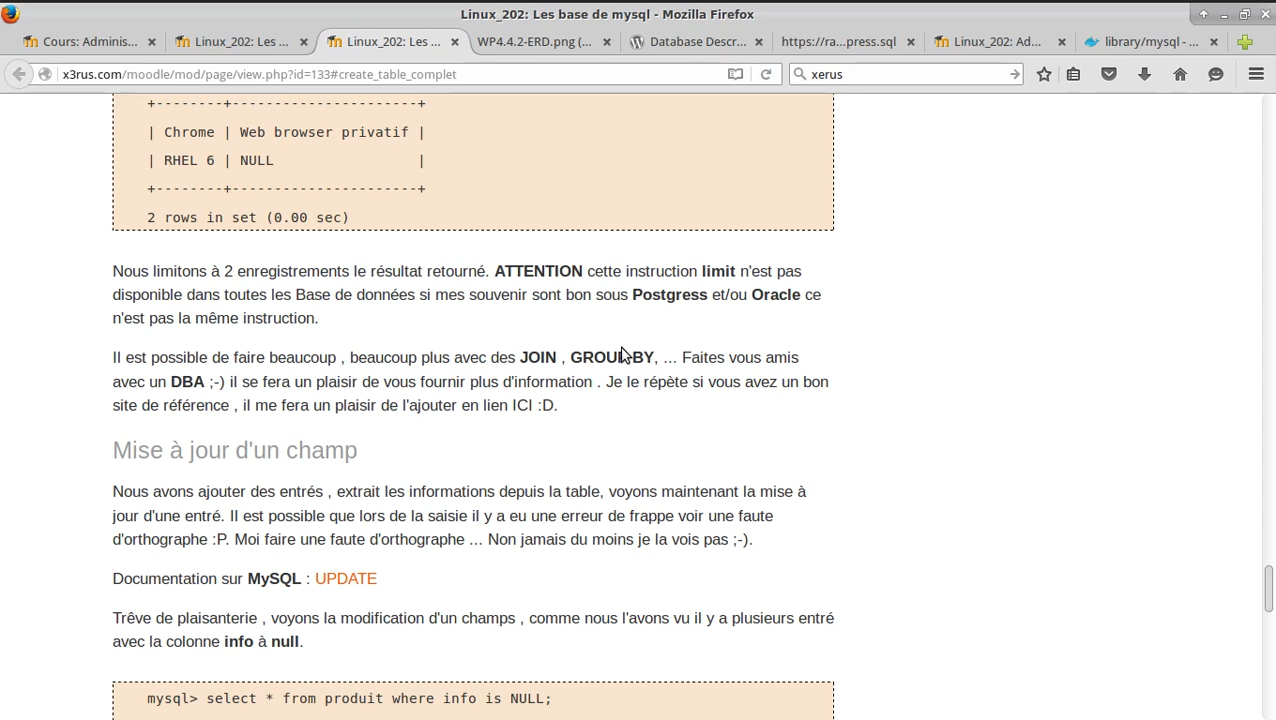 Linux_202: Les base de mysql - Mozilla Firefox
Cours: Adminis...
Linux_202: Les ...
Linux_202: Les ...
WP4.4.2-ERD.png (...
Database Descr...
https://ra...press.sql
Linux_202: Ad...
library/mysql - ...
x3rus.com/moodle/mod/page/view.php?id=133#create_table_complet
xerus
+--------+----------------------+
| Chrome | Web browser privatif |
| RHEL 6 | NULL                 |
+--------+----------------------+
2 rows in set (0.00 sec)
Nous limitons à 2 enregistrements le résultat retourné. ATTENTION cette instruction limit n'est pas
disponible dans toutes les Base de données si mes souvenir sont bon sous Postgress et/ou Oracle ce
n'est pas la même instruction.
Il est possible de faire beaucoup , beaucoup plus avec des JOIN , GROUP BY, ... Faites vous amis
avec un DBA ;-) il se fera un plaisir de vous fournir plus d'information . Je le répète si vous avez un bon
site de référence , il me fera un plaisir de l'ajouter en lien ICI :D.
Mise à jour d'un champ
Nous avons ajouter des entrés , extrait les informations depuis la table, voyons maintenant la mise à
jour d'une entré. Il est possible que lors de la saisie il y a eu une erreur de frappe voir une faute
d'orthographe :P. Moi faire une faute d'orthographe ... Non jamais du moins je la vois pas ;-).
Documentation sur MySQL : UPDATE
Trêve de plaisanterie , voyons la modification d'un champs , comme nous l'avons vu il y a plusieurs entré
avec la colonne info à null.
mysql> select * from produit where info is NULL;